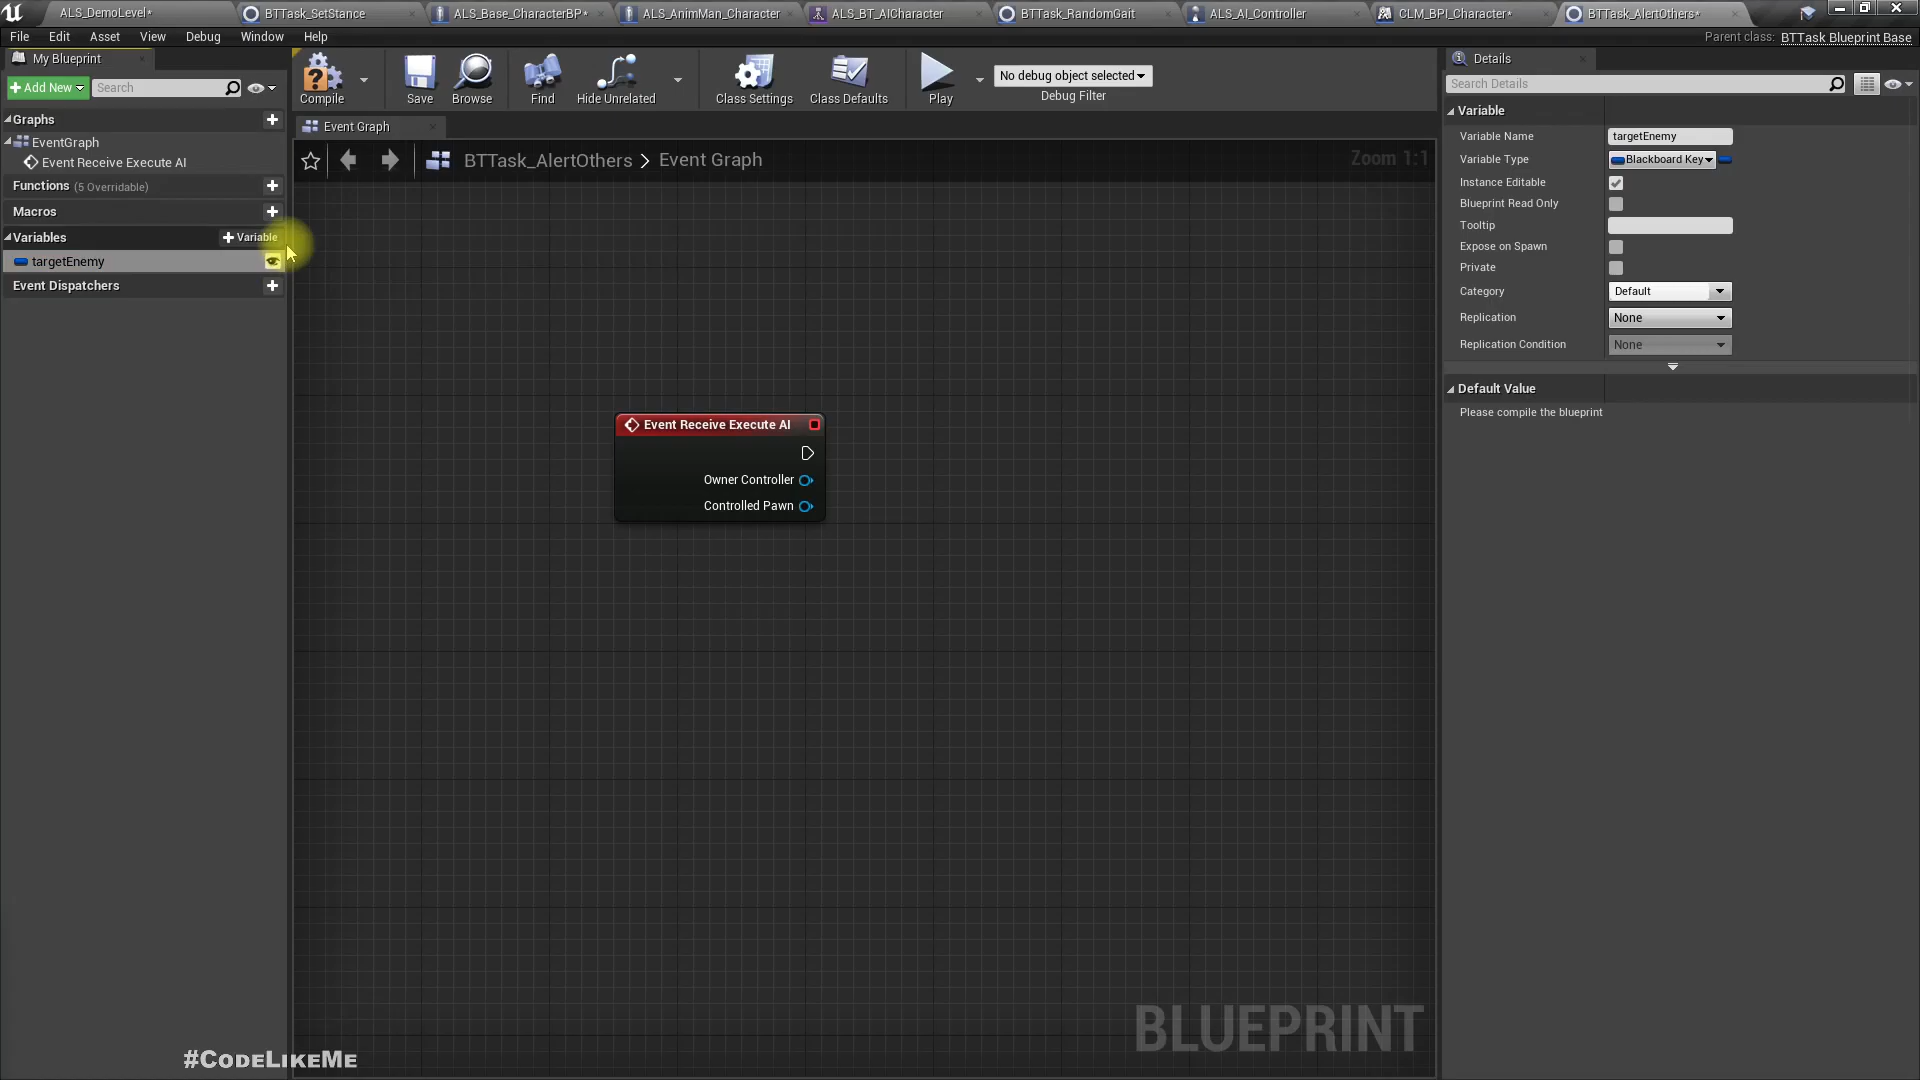 ALS_DemoLevel*
BTTask_SetStance
ALS_Base_CharacterBP*
ALS_AnimMan_Character
ALS_BT_AICharacter
BTTask_RandomGait
ALS_AI_Controller
CLM_BPI_Character*
BTTask_AlertOthers*
File Edit Asset View Debug Window Help
Parent class: BTTask Blueprint Base
My Blueprint
Add New
Search
Compile
Save
Browse
Find
Hide Unrelated
Class Settings
Class Defaults
Play
No debug object selected
Debug Filter
Details
Search Details
Graphs
EventGraph
Event Receive Execute AI
Functions (5 Overridable)
Macros
Variables
Variable
targetEnemy
Event Dispatchers
Event Graph
BTTask_AlertOthers > Event Graph
Zoom 1:1
Event Receive Execute AI
Owner Controller
Controlled Pawn
BLUEPRINT
Variable
Variable Name targetEnemy
Variable Type Blackboard Key
Instance Editable
Blueprint Read Only
Tooltip
Expose on Spawn
Private
Category Default
Replication None
Replication Condition None
Default Value
Please compile the blueprint
#CodeLikeMe